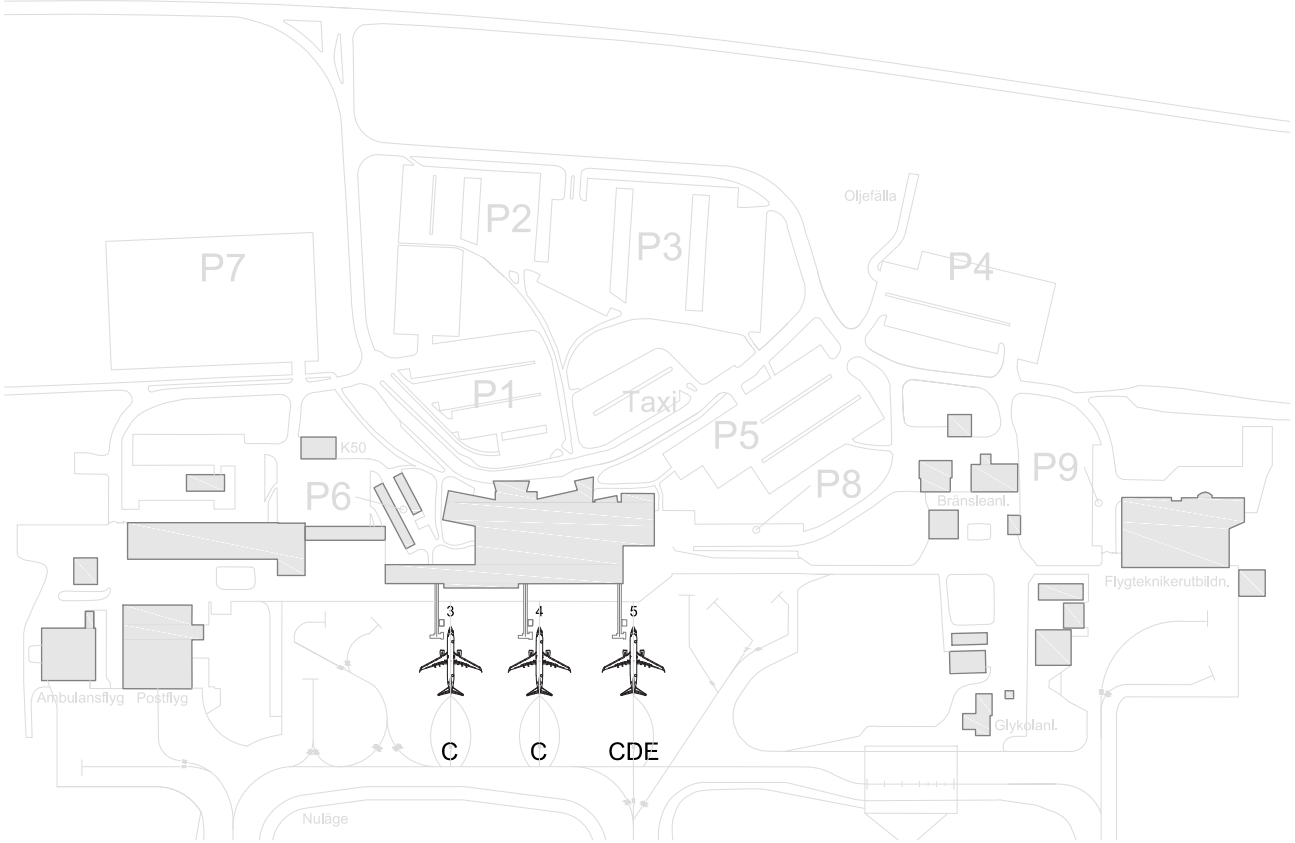 Oljefälla
P2
P3
P7
P4
P1
Taxi
P5
K50
P6
P8
P9
Bränsleanl.
Flygteknikerutbildn.
3
4
5
Ambulansflyg
Postflyg
Glykolanl.
C
C
CDE
Nuläge